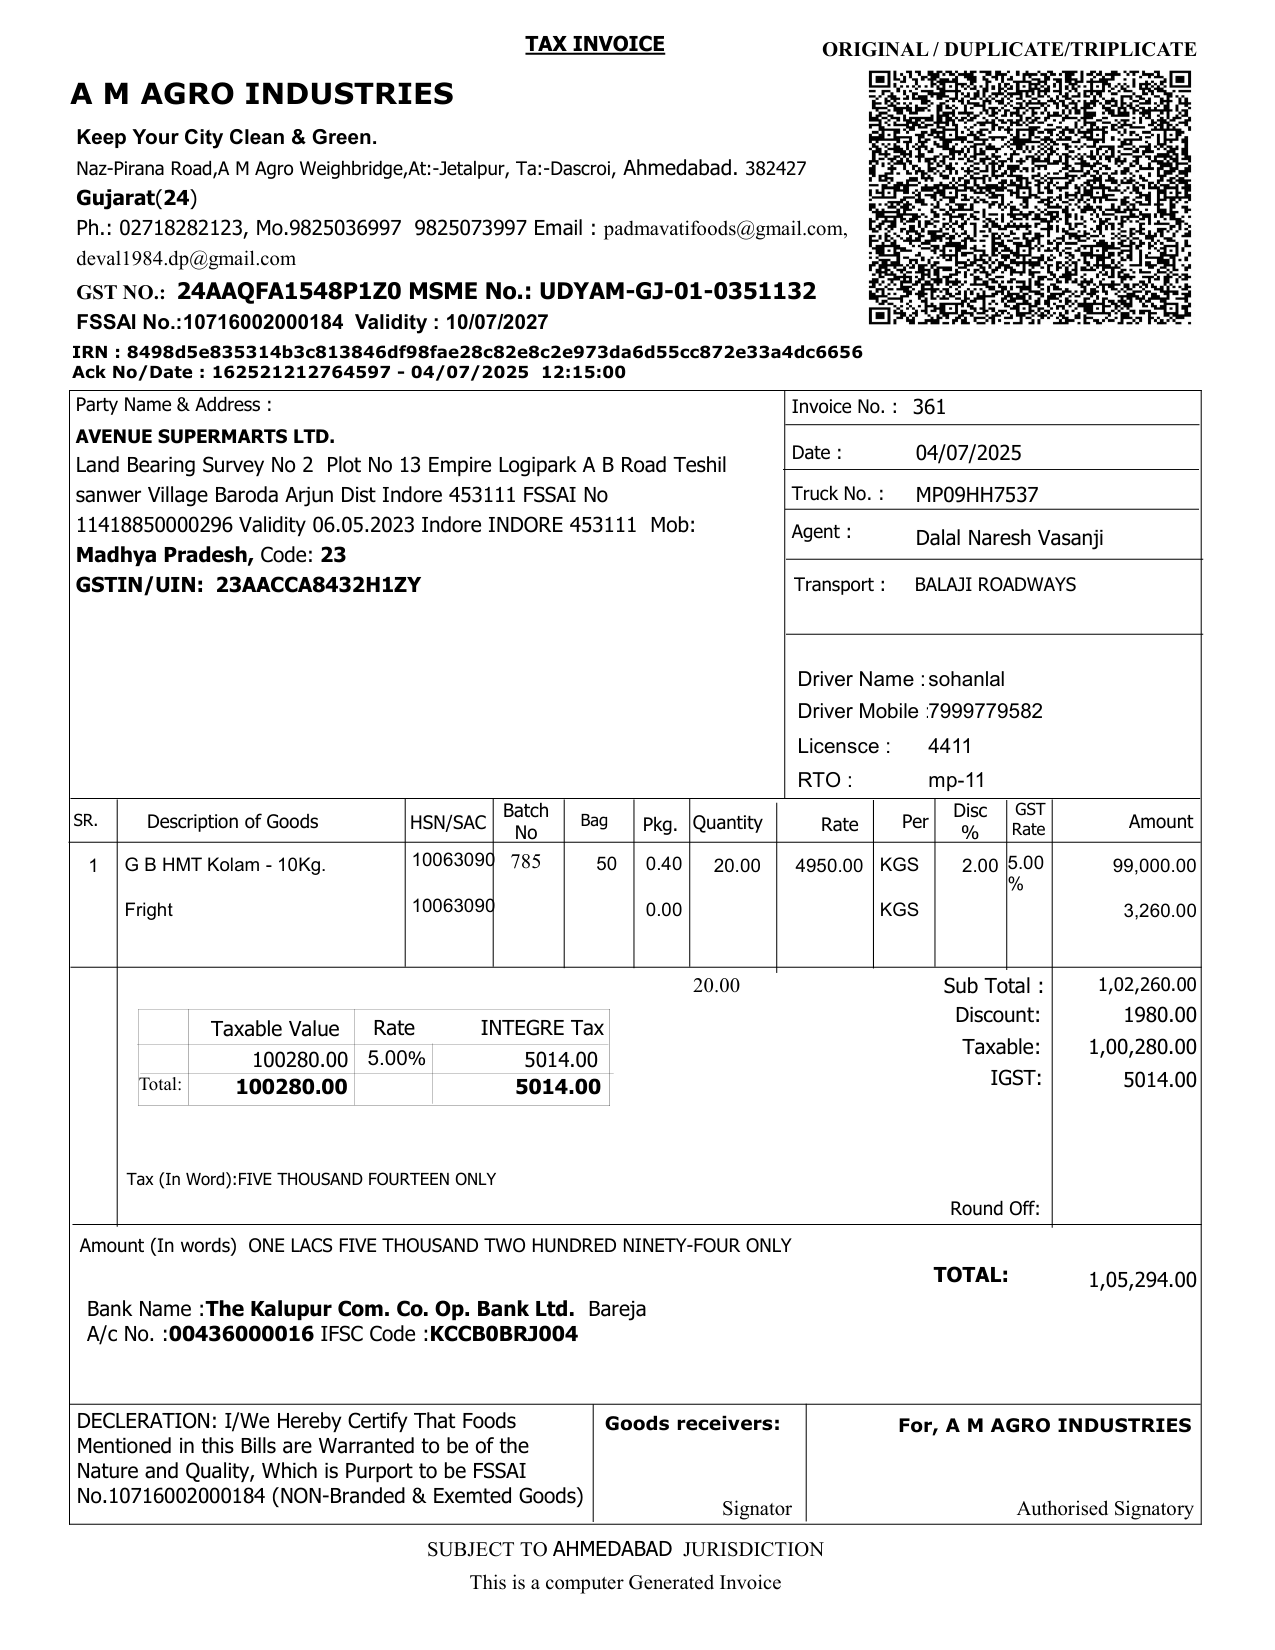 TAX INVOICE
ORIGINAL / DUPLICATE/TRIPLICATE
A M AGRO INDUSTRIES
Keep Your City Clean & Green.
Naz-Pirana Road,A M Agro Weighbridge,At:-Jetalpur, Ta:-Dascroi, Ahmedabad. 382427
Gujarat(24)
Ph.: 02718282123, Mo.9825036997 9825073997 Email : padmavatifoods@gmail.com,
deval1984.dp@gmail.com
GST NO.: 24AAQFA1548P1Z0 MSME No.: UDYAM-GJ-01-0351132
FSSAI No.:10716002000184 Validity : 10/07/2027
IRN : 8498d5e835314b3c813846df98fae28c82e8c2e973da6d55cc872e33a4dc6656
Ack No/Date : 162521212764597 - 04/07/2025 12:15:00
Party Name & Address :
AVENUE SUPERMARTS LTD.
Land Bearing Survey No 2 Plot No 13 Empire Logipark A B Road Teshil
sanwer Village Baroda Arjun Dist Indore 453111 FSSAI No
11418850000296 Validity 06.05.2023 Indore INDORE 453111 Mob:
Madhya Pradesh, Code: 23
GSTIN/UIN: 23AACCA8432H1ZY
Invoice No. : 361
Date : 04/07/2025
Truck No. : MP09HH7537
Agent : Dalal Naresh Vasanji
Transport : BALAJI ROADWAYS
Driver Name : sohanlal
Driver Mobile :7999779582
Licensce : 4411
RTO : mp-11
SR. Description of Goods HSN/SAC Batch No Bag Pkg. Quantity Rate Per Disc % GST Rate Amount
1 G B HMT Kolam - 10Kg. 10063090 785 50 0.40 20.00 4950.00 KGS 2.00 5.00 % 99,000.00
Fright 10063090 0.00 KGS 3,260.00
20.00
Sub Total : 1,02,260.00
Discount: 1980.00
Taxable: 1,00,280.00
IGST: 5014.00
Taxable Value Rate INTEGRE Tax
100280.00 5.00% 5014.00
Total: 100280.00 5014.00
Tax (In Word):FIVE THOUSAND FOURTEEN ONLY
Round Off:
Amount (In words) ONE LACS FIVE THOUSAND TWO HUNDRED NINETY-FOUR ONLY
TOTAL: 1,05,294.00
Bank Name :The Kalupur Com. Co. Op. Bank Ltd. Bareja
A/c No. :00436000016 IFSC Code :KCCB0BRJ004
DECLERATION: I/We Hereby Certify That Foods
Mentioned in this Bills are Warranted to be of the
Nature and Quality, Which is Purport to be FSSAI
No.10716002000184 (NON-Branded & Exemted Goods)
Goods receivers:
Signator
For, A M AGRO INDUSTRIES
Authorised Signatory
SUBJECT TO AHMEDABAD JURISDICTION
This is a computer Generated Invoice